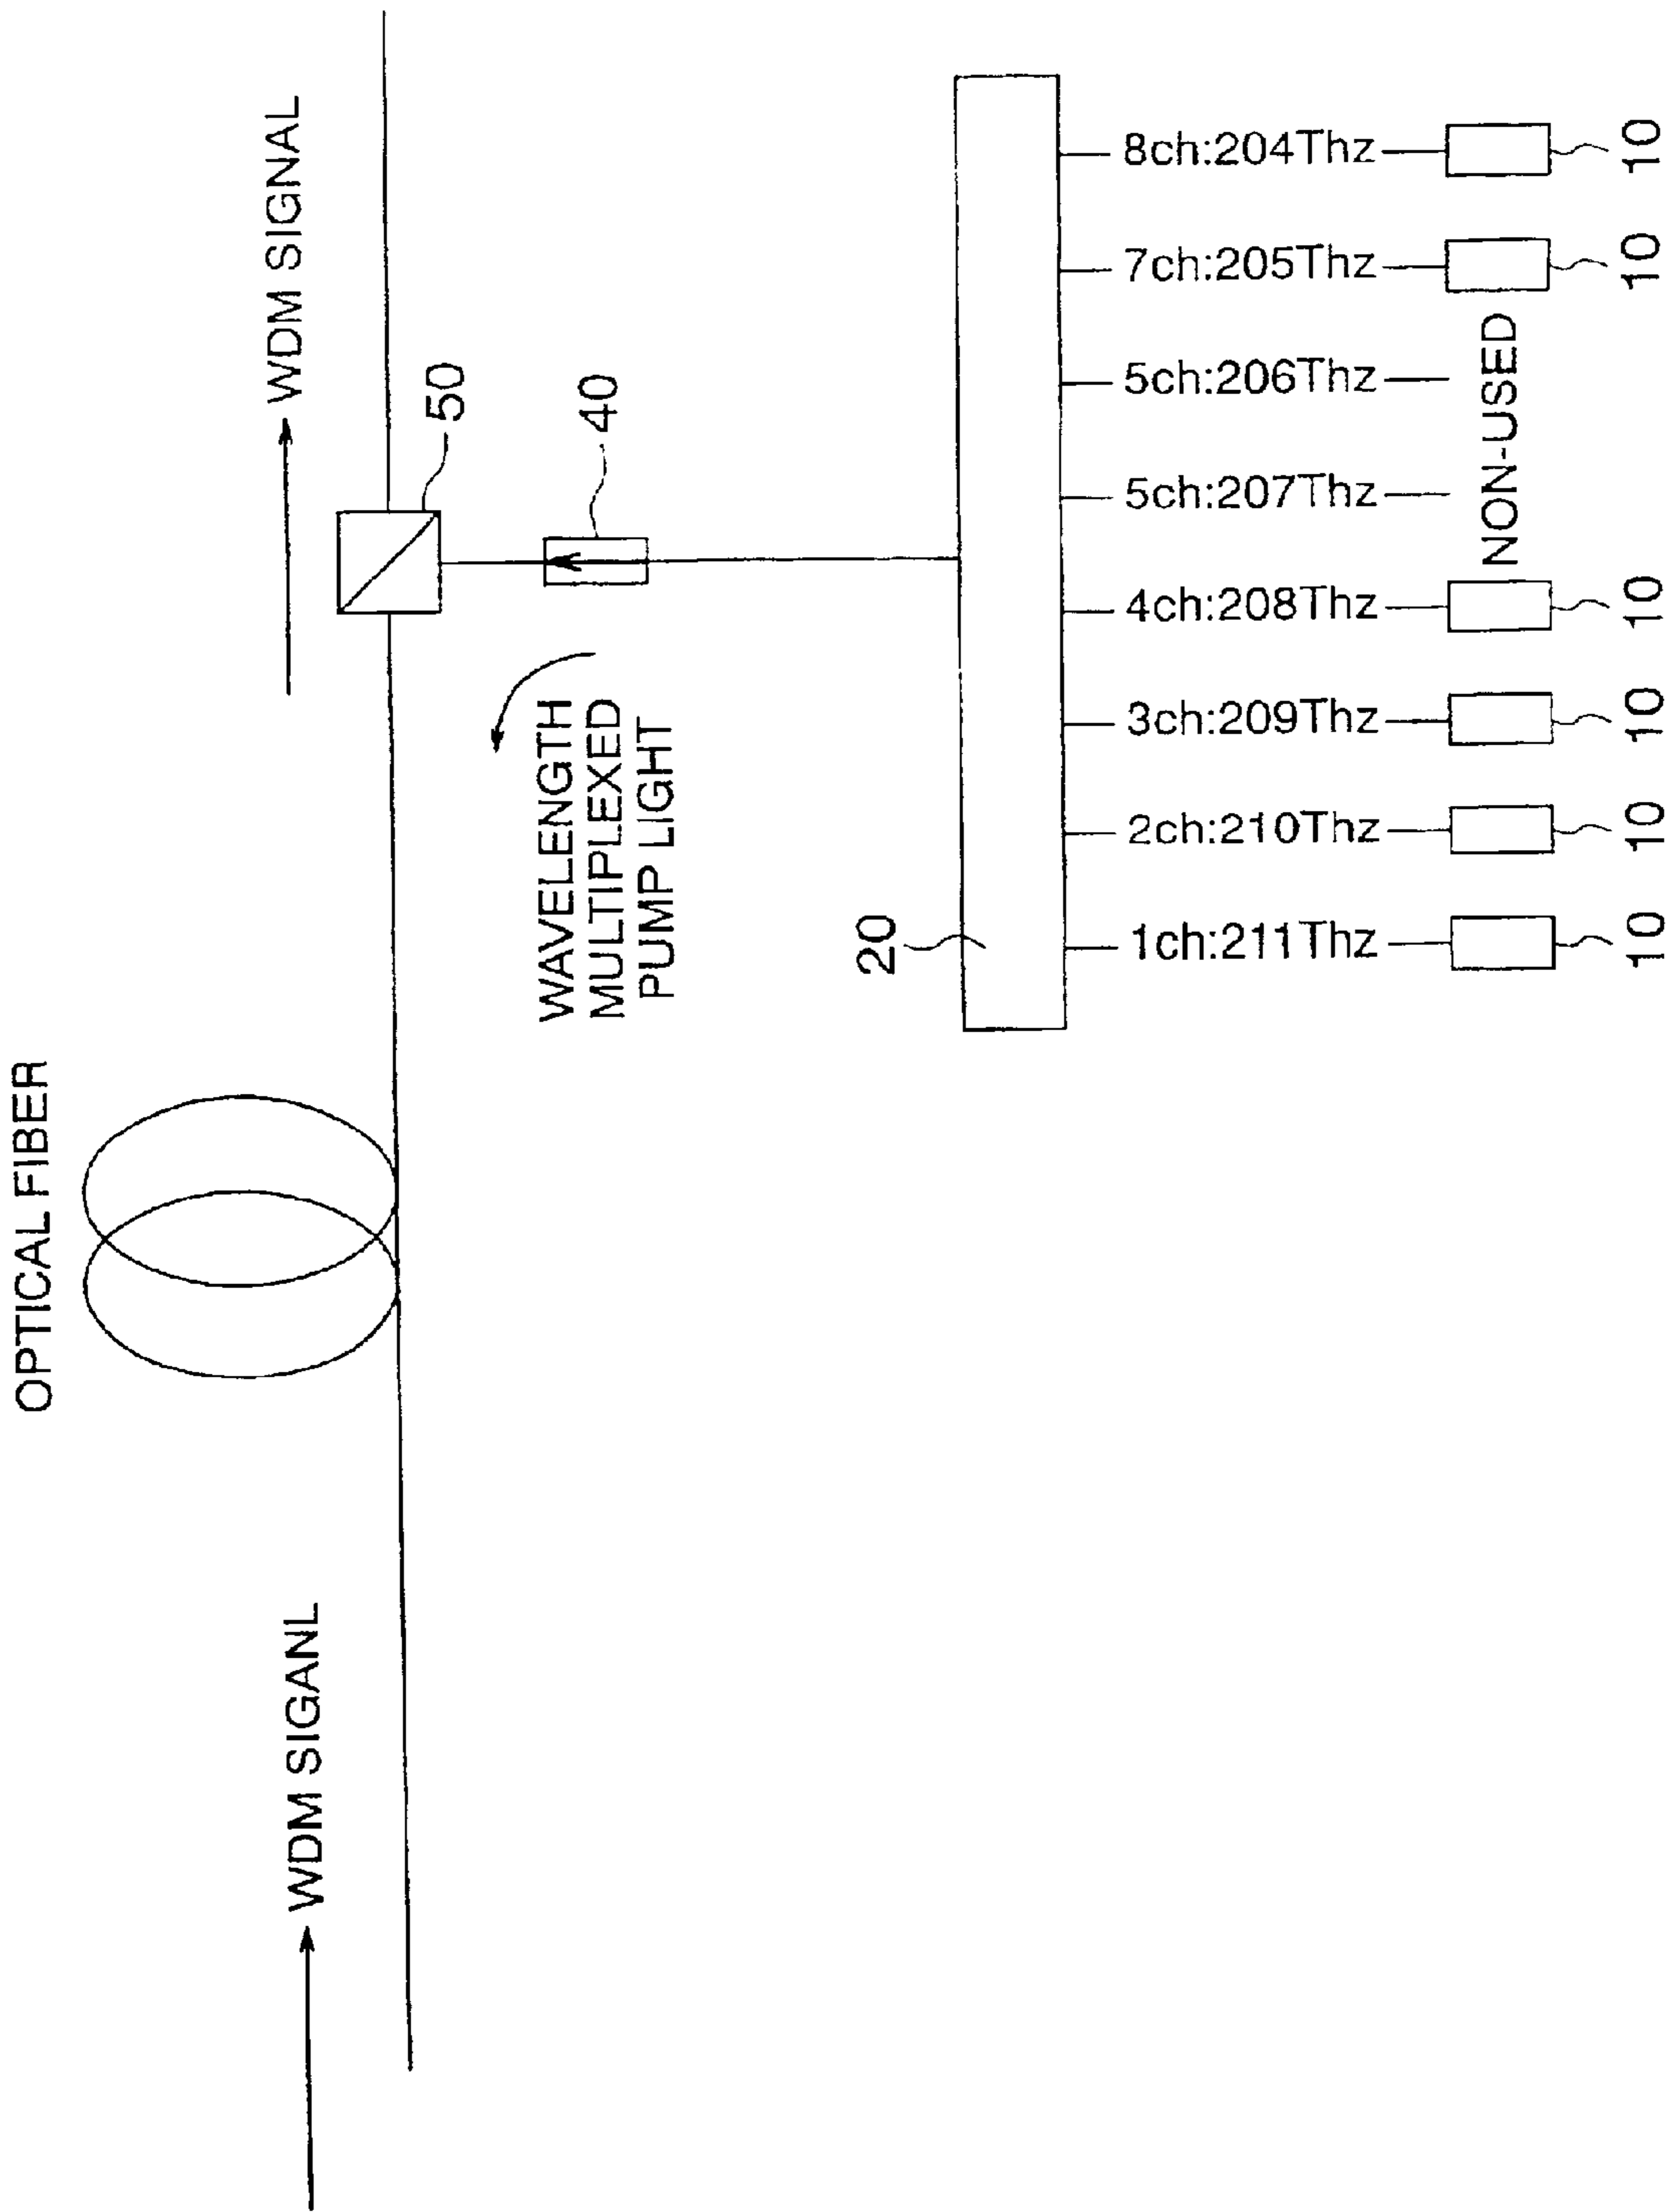 OPTICAL FIBER
WDM SIGANL
WDM SIGNAL
50
40
WAVELENGTH
MULTIPLEXED
PUMP LIGHT
20
1ch:211Thz
2ch:210Thz
3ch:209Thz
4ch:208Thz
5ch:207Thz
5ch:206Thz
7ch:205Thz
8ch:204Thz
NON-USED
10
10
10
10
10
10